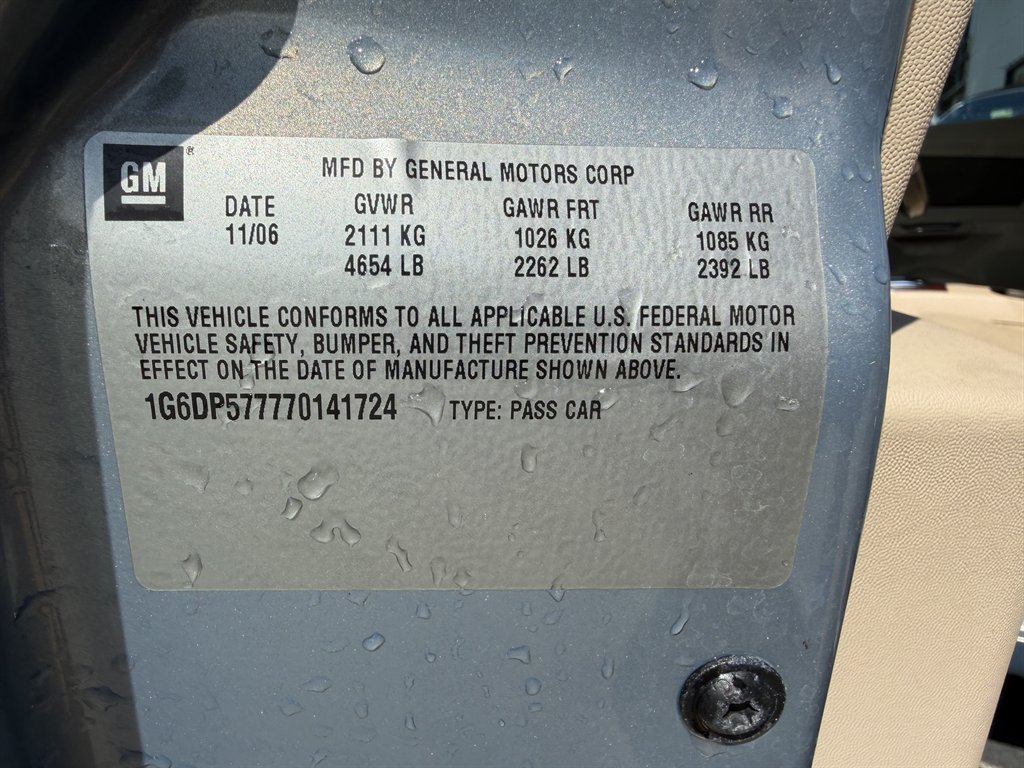 GM®
MFD BY GENERAL MOTORS CORP
DATE GVWR GAWR FRT GAWR RR
11/06 2111 KG 1026 KG 1085 KG
4654 LB 2262 LB 2392 LB
THIS VEHICLE CONFORMS TO ALL APPLICABLE U.S. FEDERAL MOTOR
VEHICLE SAFETY, BUMPER, AND THEFT PREVENTION STANDARDS IN
EFFECT ON THE DATE OF MANUFACTURE SHOWN ABOVE.
1G6DP577770141724 TYPE: PASS CAR